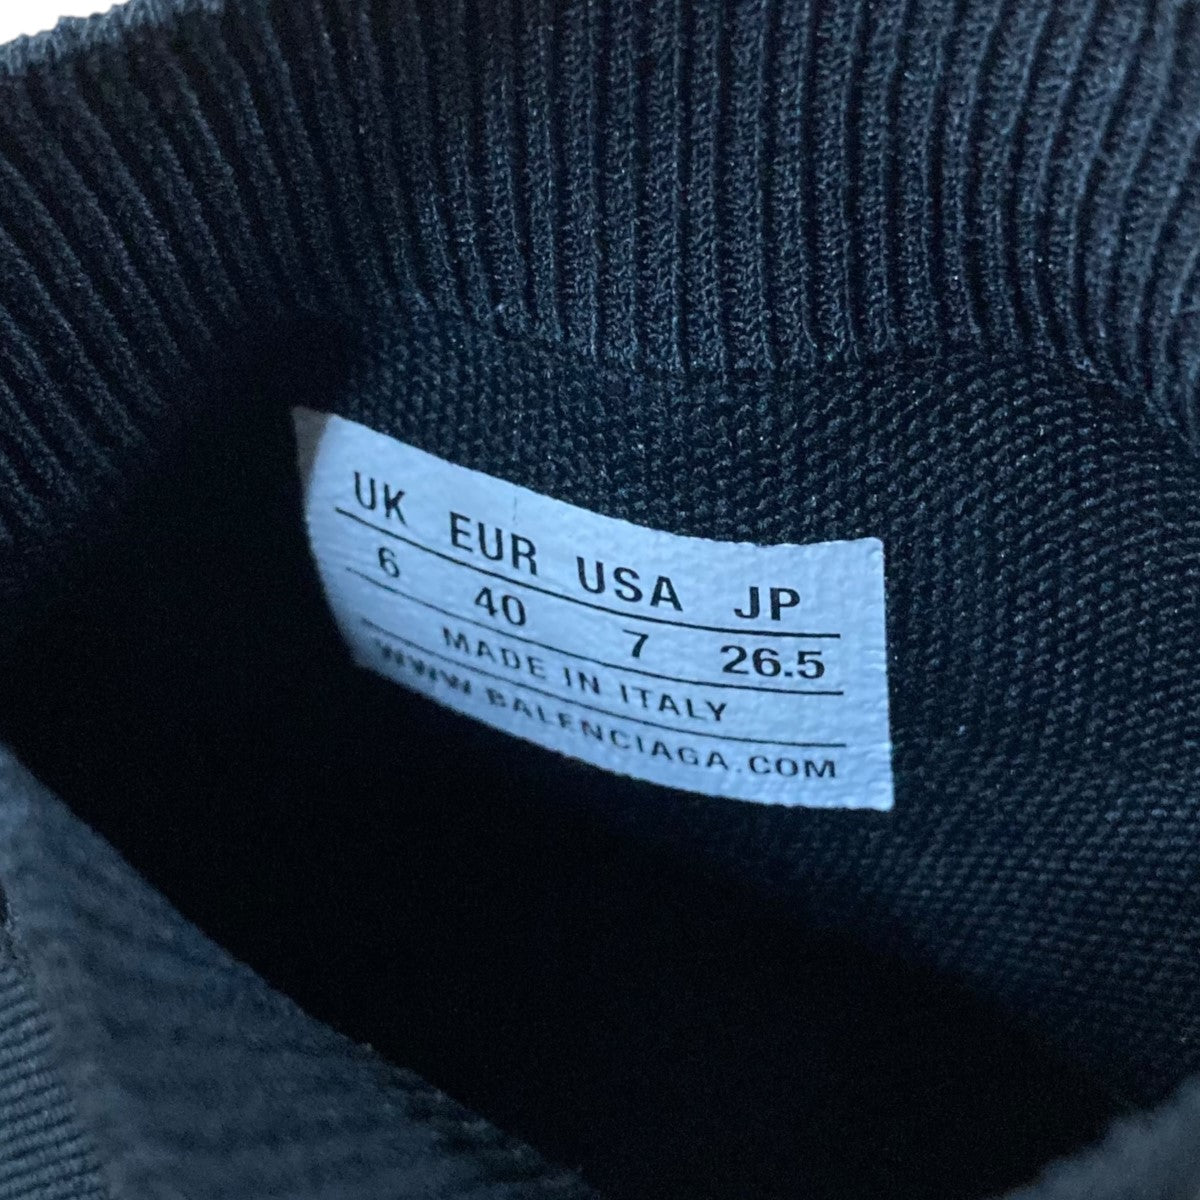 UK EUR USA JP
6 40 7 26.5
MADE IN ITALY
WWW.BALENCIAGA.COM